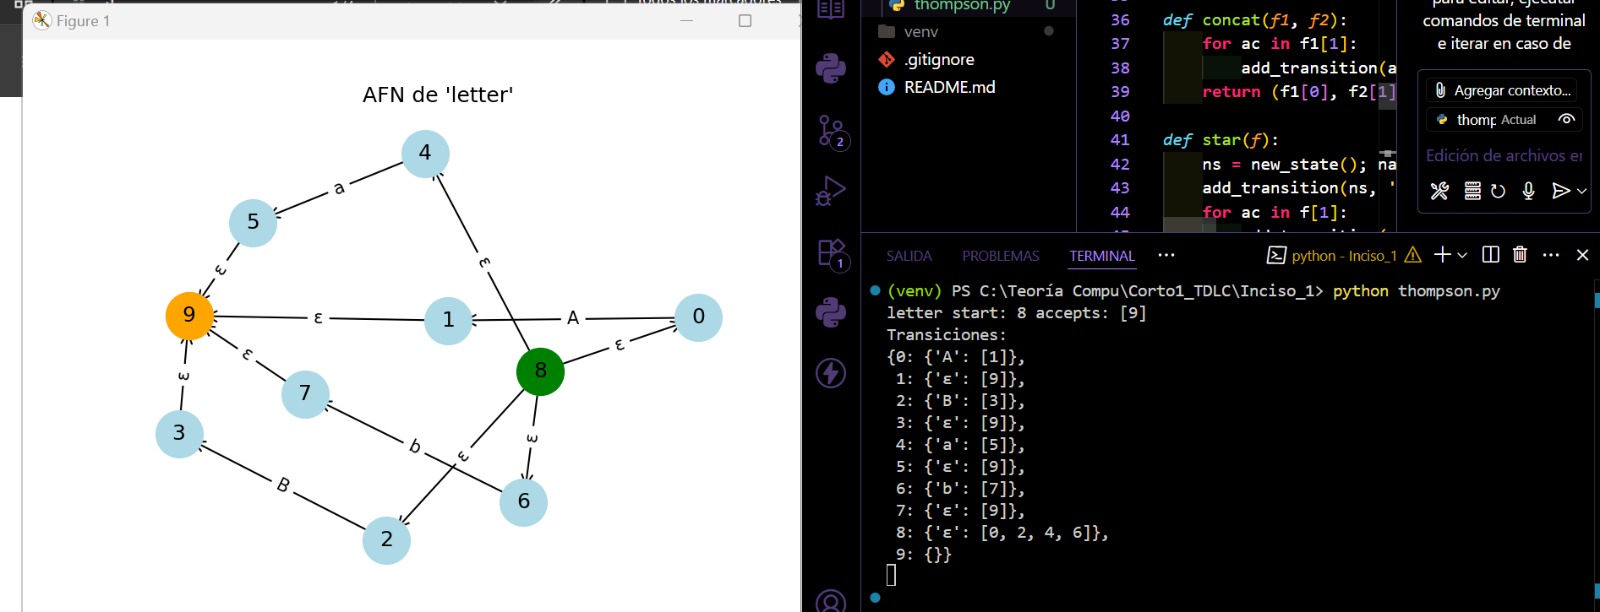 Figure 1
AFN de 'letter'
4
a
5
ε
ε
9
ε
1
A
0
ε
ε
8
ε
7
ε
3
b
ε
B
6
2
thompson.py
U
venv
.gitignore
README.md
2
1
36 def concat(f1, f2):
37 for ac in f1[1]:
38 add_transition(a
39 return (f1[0], f2[1]
40
41 def star(f):
42 ns = new_state(); na
43 add_transition(ns, '
44 for ac in f[1]:
para editar, ejecutar
comandos de terminal
e iterar en caso de
Agregar contexto...
thomp Actual
Edición de archivos en
SALIDA PROBLEMAS TERMINAL ··· python - Inciso_1
(venv) PS C:\Teoría Compu\Corto1_TDLC\Inciso_1> python thompson.py
letter start: 8 accepts: [9]
Transiciones:
{0: {'A': [1]},
1: {'ε': [9]},
2: {'B': [3]},
3: {'ε': [9]},
4: {'a': [5]},
5: {'ε': [9]},
6: {'b': [7]},
7: {'ε': [9]},
8: {'ε': [0, 2, 4, 6]},
9: {}}